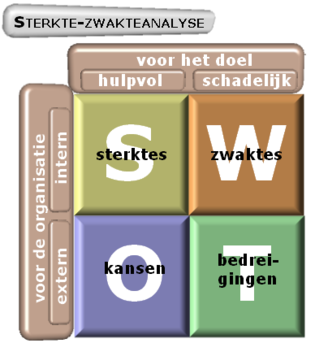 STERKTE-ZWAKTEANALYSE
voor het doel
hulpvol schadelijk
voor de organisatie
intern
extern
S W
sterktes zwaktes
O T
kansen bedrei-
gingen